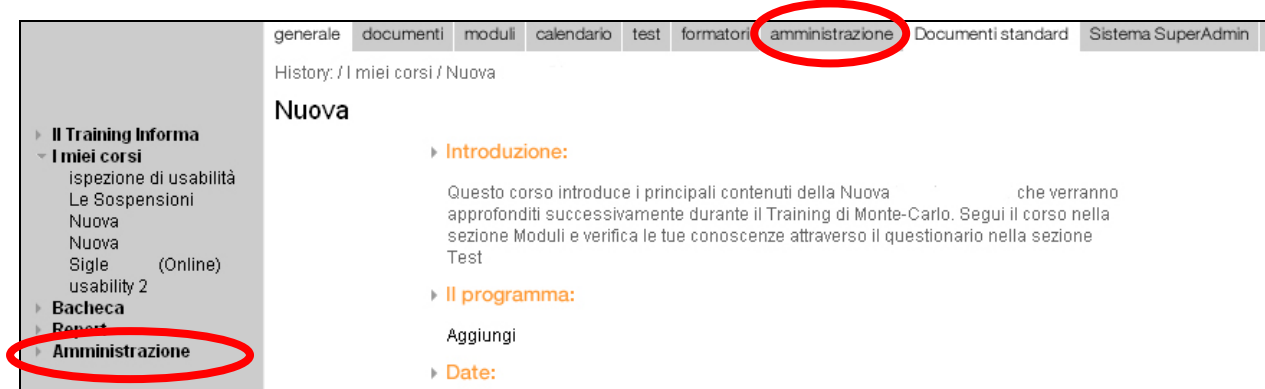 generale documenti moduli calendario test formatori amministrazione Documenti standard Sistema SuperAdmin
History: / I miei corsi / Nuova
Nuova
Il Training Informa
I miei corsi
ispezione di usabilità
Le Sospensioni
Nuova
Nuova
Sigle (Online)
usability 2
Bacheca
Report
Amministrazione
Introduzione:
Questo corso introduce i principali contenuti della Nuova che verranno
approfonditi successivamente durante il Training di Monte-Carlo. Segui il corso nella
sezione Moduli e verifica le tue conoscenze attraverso il questionario nella sezione
Test
Il programma:
Aggiungi
Date: